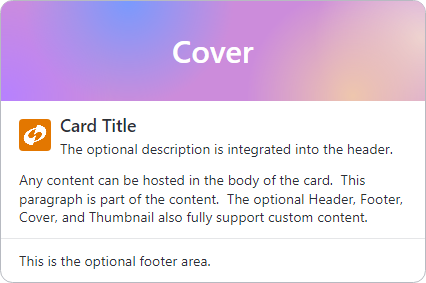 Cover
Card Title
The optional description is integrated into the header.
Any content can be hosted in the body of the card.  This
paragraph is part of the content.  The optional Header, Footer,
Cover, and Thumbnail also fully support custom content.
This is the optional footer area.